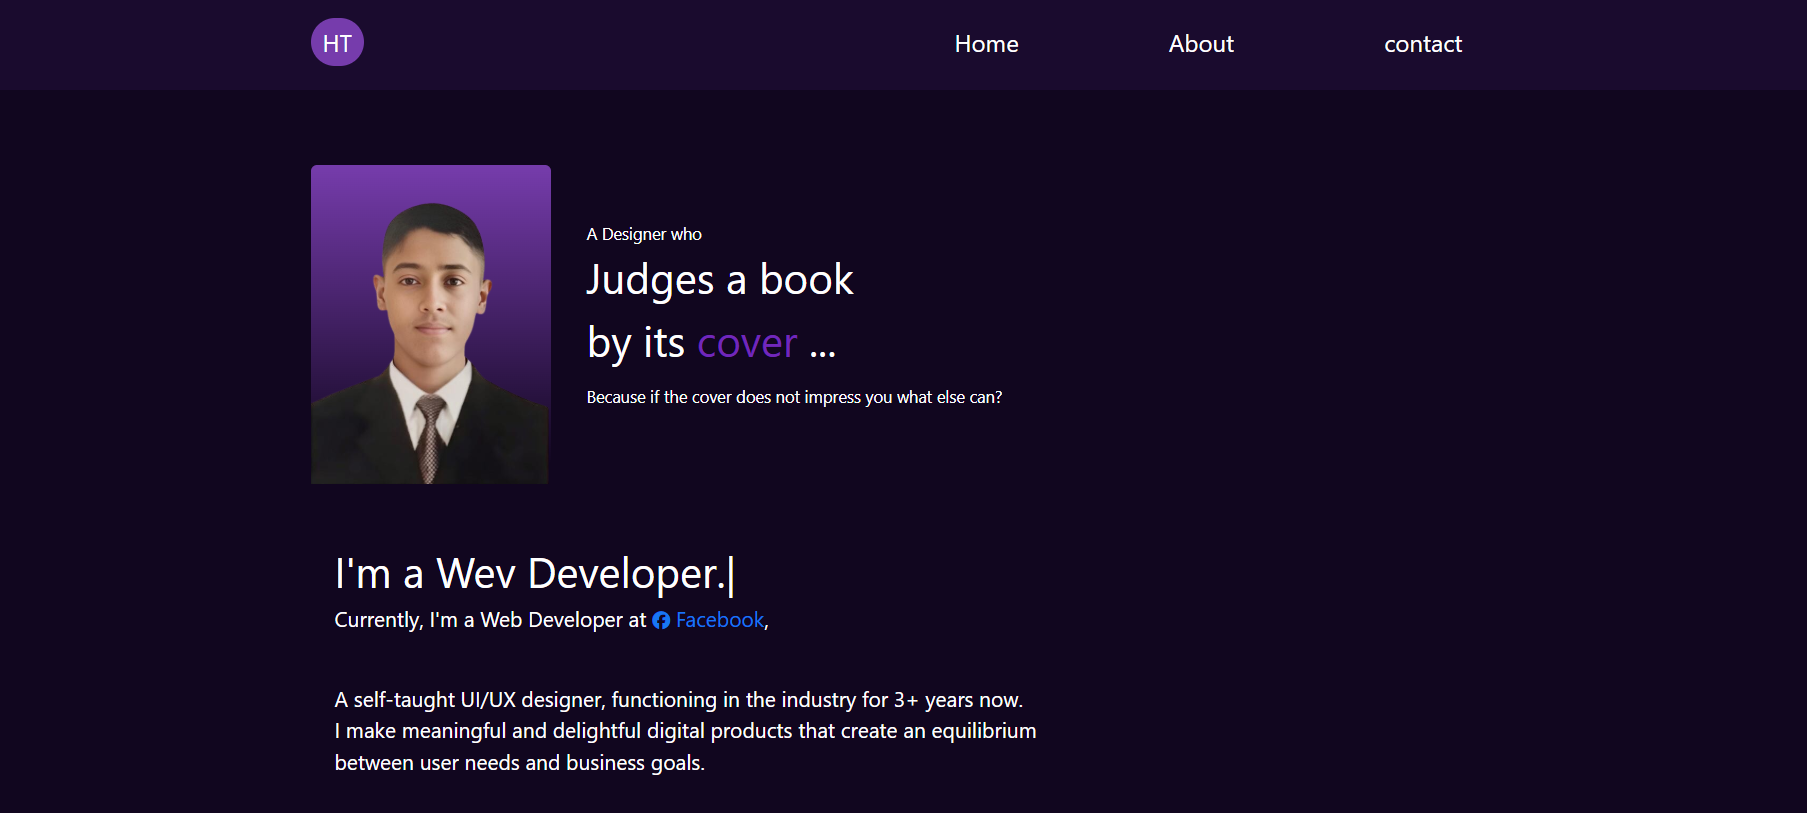 HT
Home
About
contact
A Designer who
Judges a book
by its cover ...
Because if the cover does not impress you what else can?
I'm a Wev Developer.|
Currently, I'm a Web Developer at Facebook,
A self-taught UI/UX designer, functioning in the industry for 3+ years now.
I make meaningful and delightful digital products that create an equilibrium
between user needs and business goals.